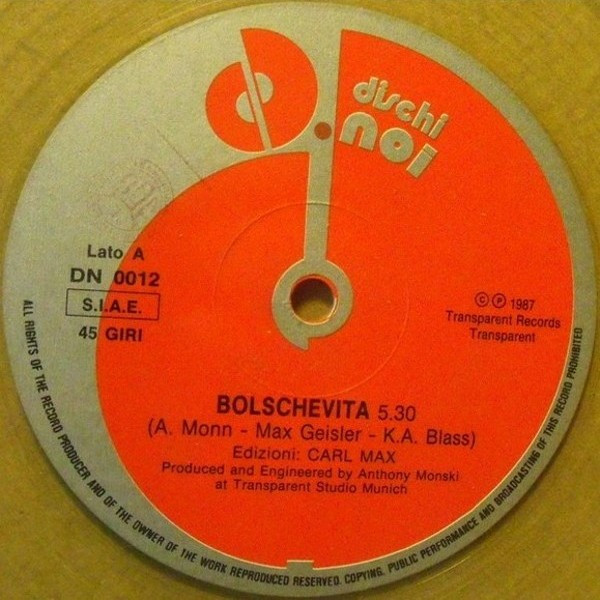 dischi
noi
Lato A
DN 0012
S.I.A.E.
45 GIRI
© ℗ 1987
Transparent Records
Transparent
BOLSCHEVITA 5.30
(A. Monn - Max Geisler - K.A. Blass)
Edizioni: CARL MAX
Produced and Engineered by Anthony Monski
at Transparent Studio Munich
ALL RIGHTS OF THE RECORD PRODUCER AND OF THE OWNER OF THE WORK REPRODUCED RESERVED. COPYING, PUBLIC PERFORMANCE AND BROADCASTING OF THIS RECORD PROHIBITED